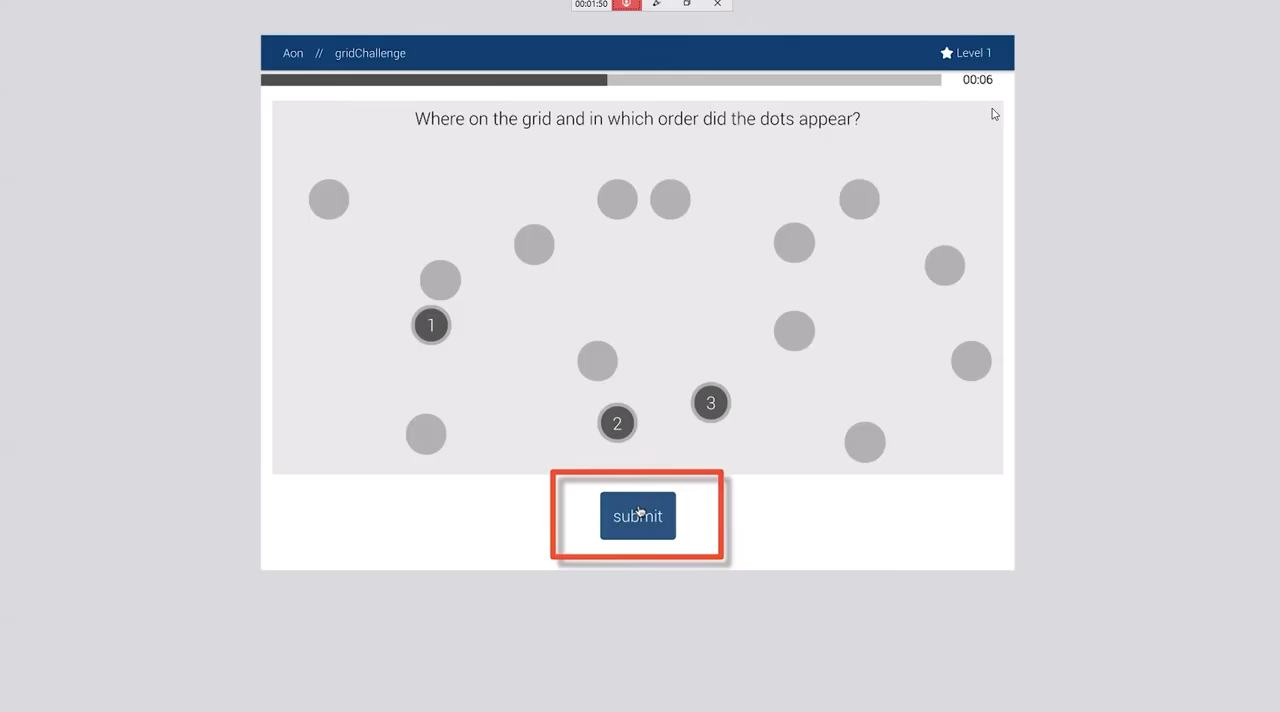 00:01:50
Aon // gridChallenge
Level 1
00:06
Where on the grid and in which order did the dots appear?
1
3
2
submit